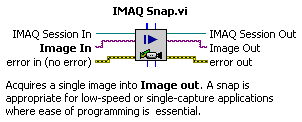 IMAQ Snap.vi
IMAQ Session In
IMAQ Session Out
Image In
Image Out
error in (no error)
error out
Acquires a single image into Image out. A snap is
appropriate for low-speed or single-capture applications
where ease of programming is  essential.